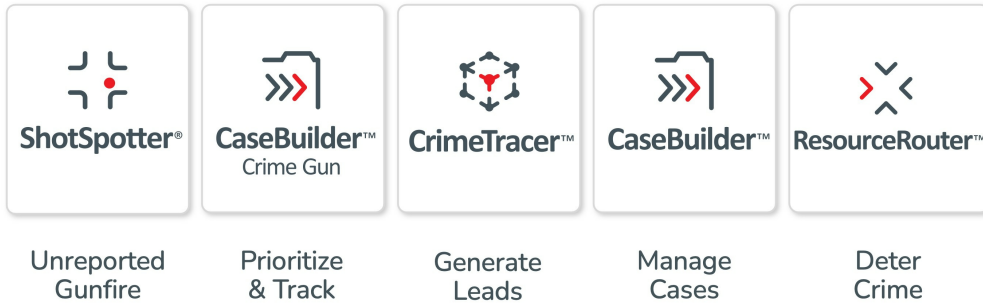 ShotSpotter®
CaseBuilder™
Crime Gun
CrimeTracer™
CaseBuilder™
ResourceRouter™
Unreported
Gunfire
Prioritize
& Track
Generate
Leads
Manage
Cases
Deter
Crime